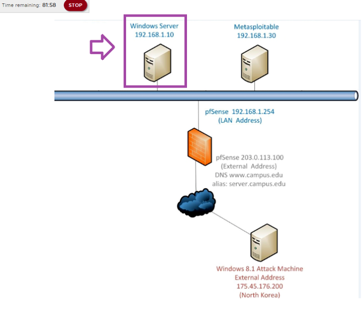 Time remaining: 01:58
STOP
Windows Server
192.168.1.10
Metasploitable
192.168.1.30
pfSense 192.168.1.254
(LAN Address)
pfSense 203.0.113.100
(External Address)
DNS www.campus.edu
alias: server.campus.edu
Windows 8.1 Attack Machine
External Address
175.45.176.200
(North Korea)